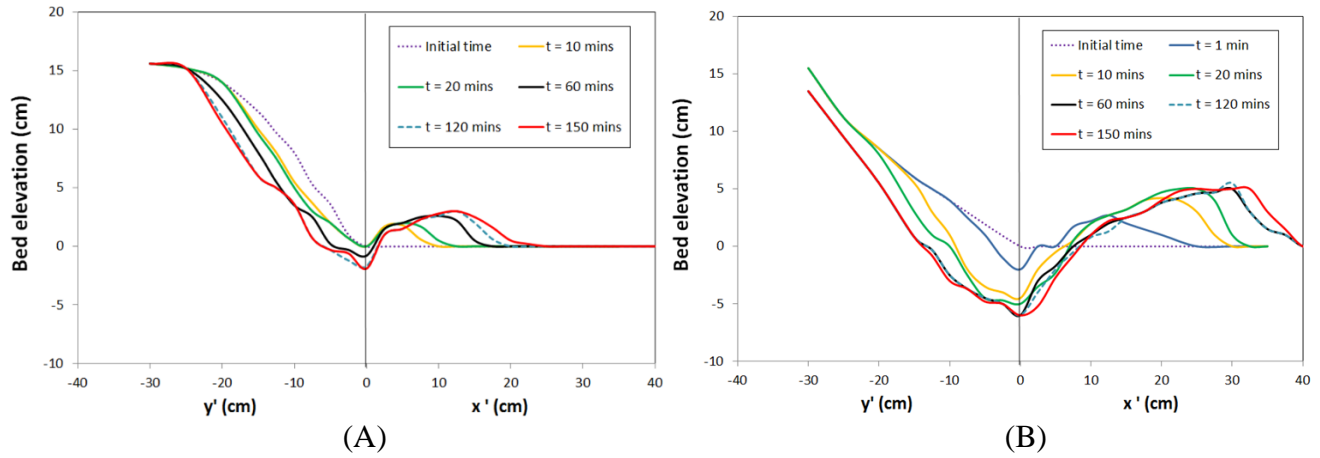 20
15
10
5
0
-5
-10
Bed elevation (cm)
Initial time
t = 10 mins
t = 20 mins
t = 60 mins
t = 120 mins
t = 150 mins
-40
-30
-20
-10
0
10
20
30
40
y' (cm)
x ' (cm)
(A)
20
15
10
5
0
-5
-10
Bed elevation (cm)
Initial time
t = 1 min
t = 10 mins
t = 20 mins
t = 60 mins
t = 120 mins
t = 150 mins
-40
-30
-20
-10
0
10
20
30
40
y' (cm)
x ' (cm)
(B)